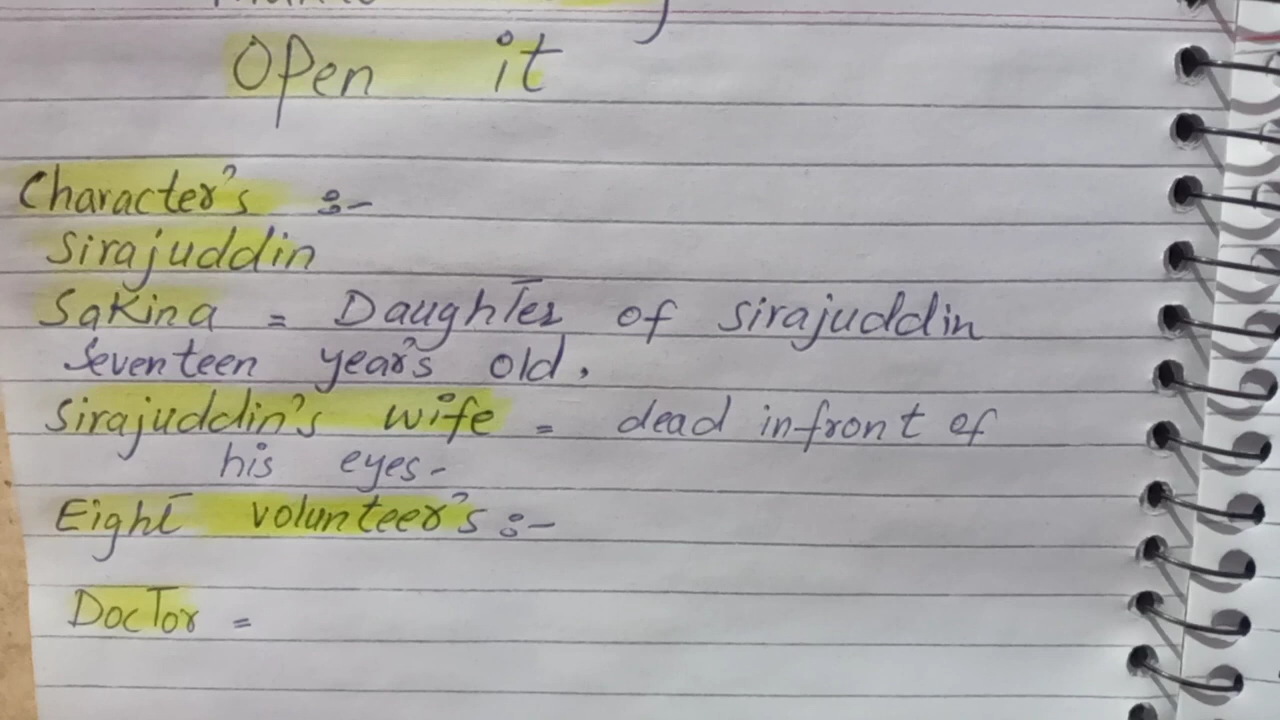 Open it
Character's :-
Sirajuddin
Sakina = Daughter of Sirajuddin
Seventeen year's old.
Sirajuddin's wife = dead infront of
his eyes-
Eight volunteer's :-
Doctor =